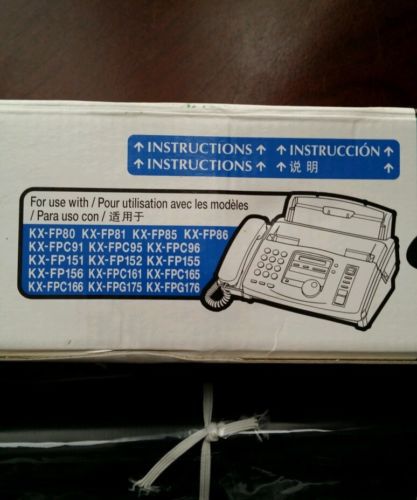 ↑ INSTRUCTIONS ↑ ↑ INSTRUCCIÓN ↑
↑ INSTRUCTIONS ↑ ↑ 说 明 ↑
For use with / Pour utilisation avec les modèles
/ Para uso con / 适用于
KX-FP80 KX-FP81 KX-FP85 KX-FP86
KX-FPC91 KX-FPC95 KX-FPC96
KX-FP151 KX-FP152 KX-FP155
KX-FP156 KX-FPC161 KX-FPC165
KX-FPC166 KX-FPG175 KX-FPG176